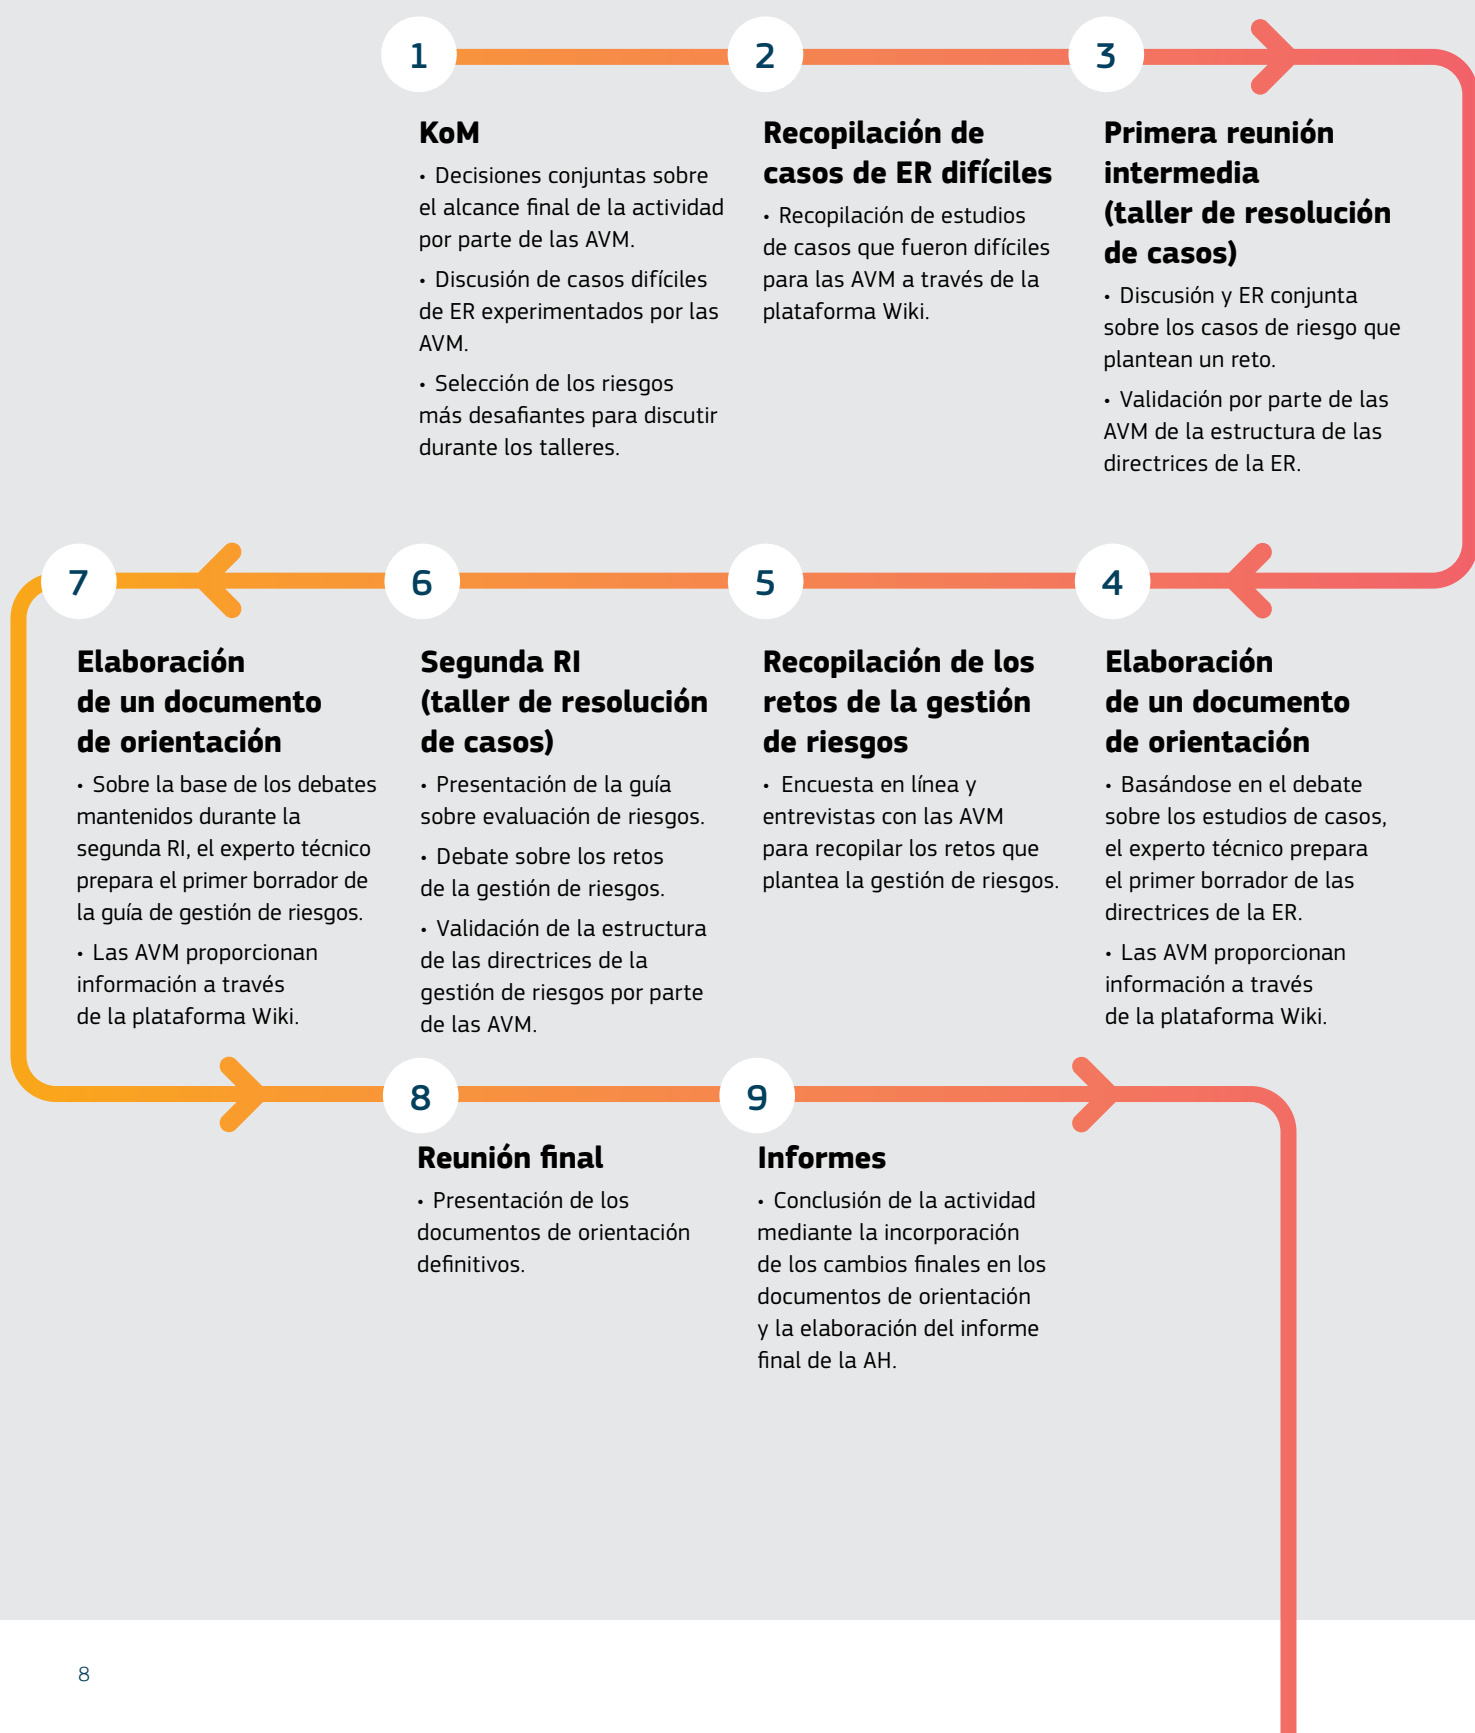 1
KoM
• Decisiones conjuntas sobre
el alcance final de la actividad
por parte de las AVM.
• Discusión de casos difíciles
de ER experimentados por las
AVM.
• Selección de los riesgos
más desafiantes para discutir
durante los talleres.
2
Recopilación de
casos de ER difíciles
• Recopilación de estudios
de casos que fueron difíciles
para las AVM a través de la
plataforma Wiki.
3
Primera reunión
intermedia
(taller de resolución
de casos)
• Discusión y ER conjunta
sobre los casos de riesgo que
plantean un reto.
• Validación por parte de las
AVM de la estructura de las
directrices de la ER.
4
Elaboración
de un documento
de orientación
• Basándose en el debate
sobre los estudios de casos,
el experto técnico prepara
el primer borrador de las
directrices de la ER.
• Las AVM proporcionan
información a través
de la plataforma Wiki.
5
Recopilación de los
retos de la gestión
de riesgos
• Encuesta en línea y
entrevistas con las AVM
para recopilar los retos que
plantea la gestión de riesgos.
6
Segunda RI
(taller de resolución
de casos)
• Presentación de la guía
sobre evaluación de riesgos.
• Debate sobre los retos
de la gestión de riesgos.
• Validación de la estructura
de las directrices de la
gestión de riesgos por parte
de las AVM.
7
Elaboración
de un documento
de orientación
• Sobre la base de los debates
mantenidos durante la
segunda RI, el experto técnico
prepara el primer borrador de
la guía de gestión de riesgos.
• Las AVM proporcionan
información a través
de la plataforma Wiki.
8
Reunión final
• Presentación de los
documentos de orientación
definitivos.
9
Informes
• Conclusión de la actividad
mediante la incorporación
de los cambios finales en los
documentos de orientación
y la elaboración del informe
final de la AH.
8